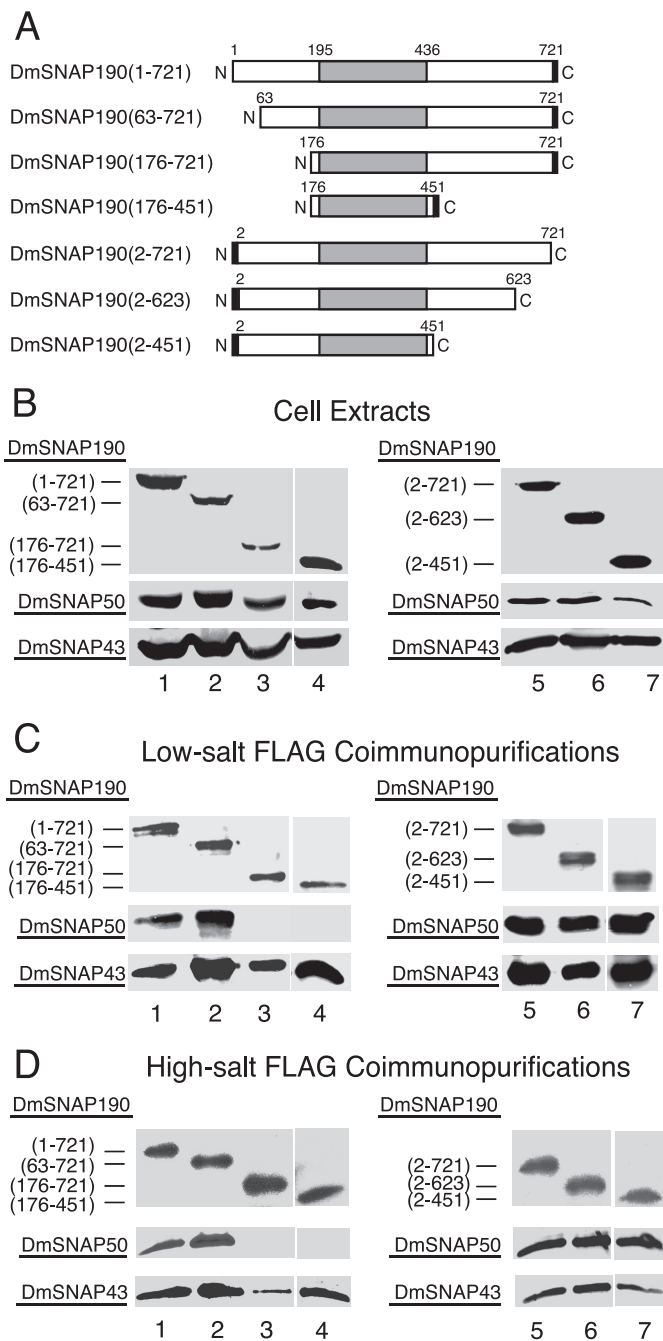 A
1 195 436 721
DmSNAP190(1-721) N C
63 721
DmSNAP190(63-721) N C
176 721
DmSNAP190(176-721) N C
176 451
DmSNAP190(176-451) N C
2 721
DmSNAP190(2-721) N C
2 623
DmSNAP190(2-623) N C
2 451
DmSNAP190(2-451) N C
B Cell Extracts
DmSNAP190 DmSNAP190
(1-721) (2-721)
(63-721) (2-623)
(176-721)
(176-451) (2-451)
DmSNAP50 DmSNAP50
DmSNAP43 DmSNAP43
1 2 3 4 5 6 7
C Low-salt FLAG Coimmunopurifications
DmSNAP190 DmSNAP190
(1-721) (2-721)
(63-721) (2-623)
(176-721) (2-451)
(176-451)
DmSNAP50 DmSNAP50
DmSNAP43 DmSNAP43
1 2 3 4 5 6 7
D High-salt FLAG Coimmunopurifications
DmSNAP190 DmSNAP190
(1-721) (2-721)
(63-721) (2-623)
(176-721) (2-451)
(176-451)
DmSNAP50 DmSNAP50
DmSNAP43 DmSNAP43
1 2 3 4 5 6 7